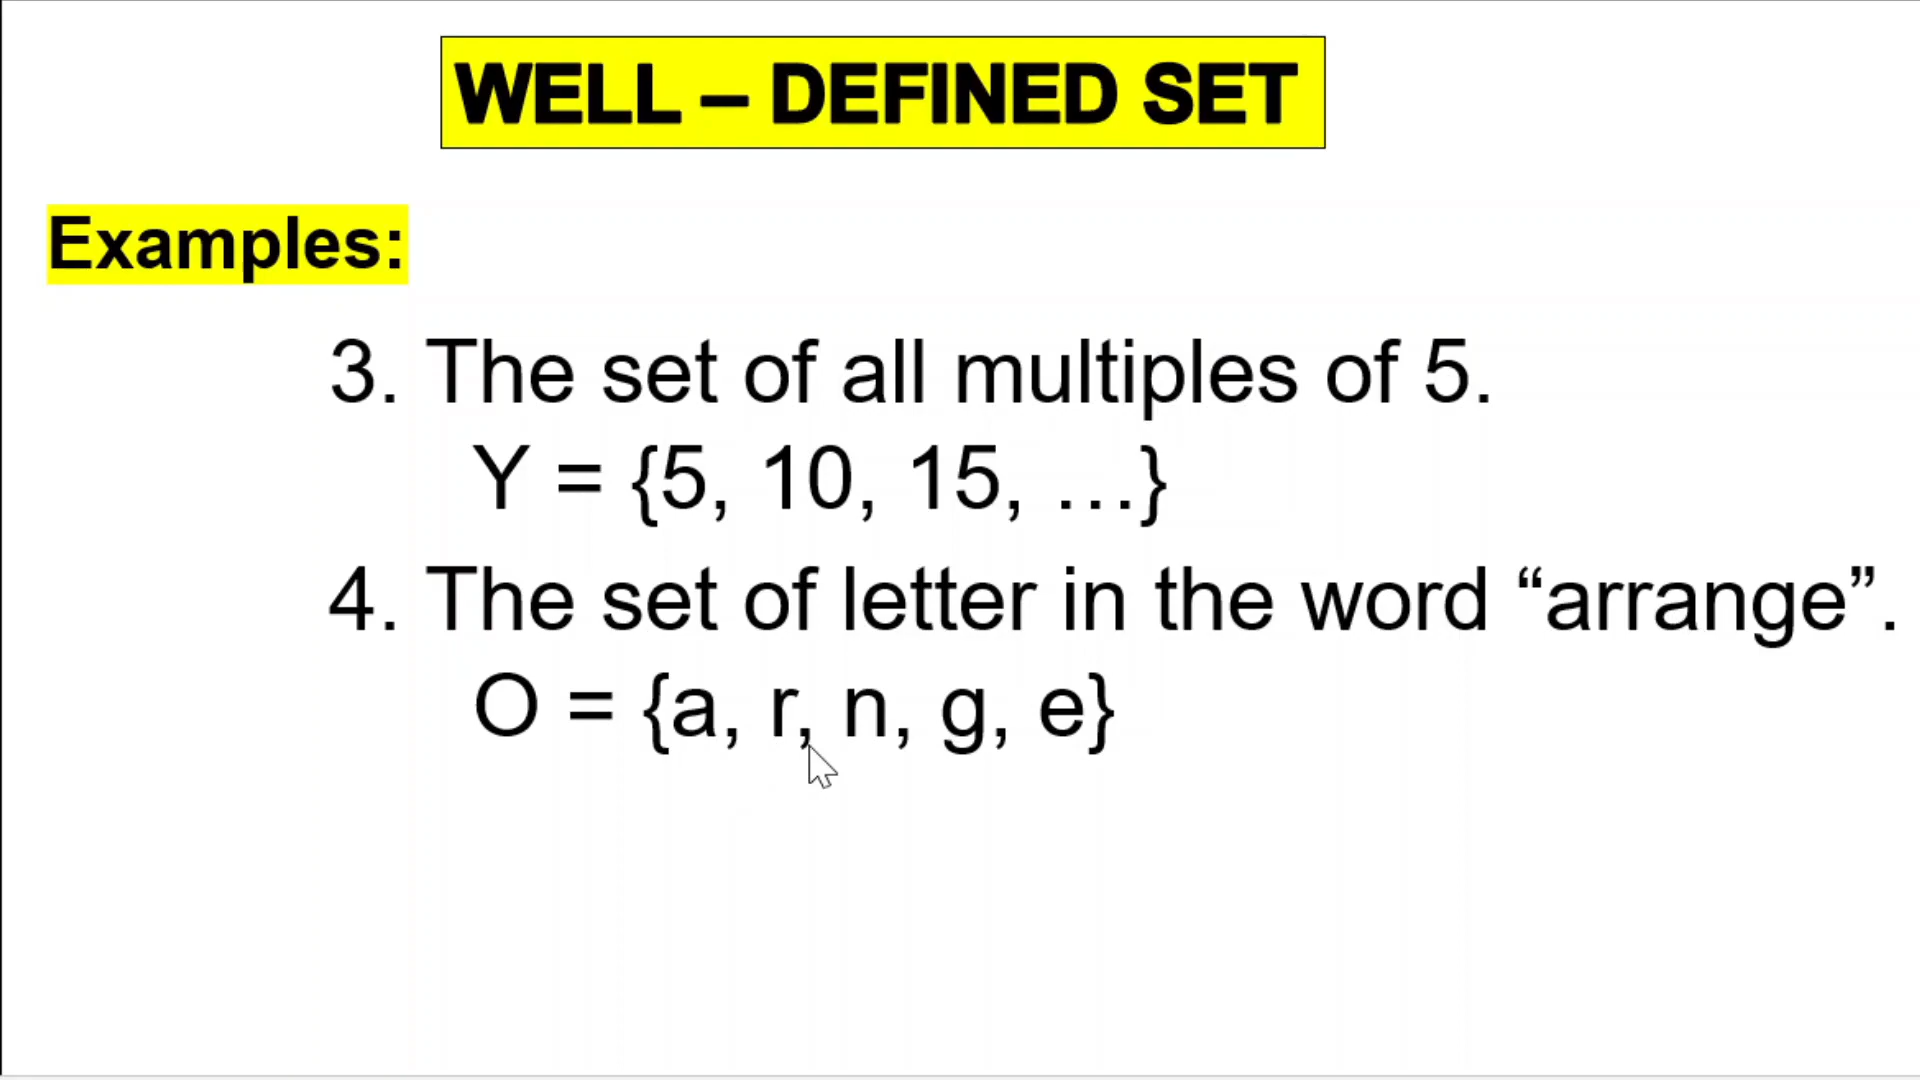 WELL – DEFINED SET
Examples:
3. The set of all multiples of 5.
Y = {5, 10, 15, …}
4. The set of letter in the word “arrange”.
O = {a, r, n, g, e}